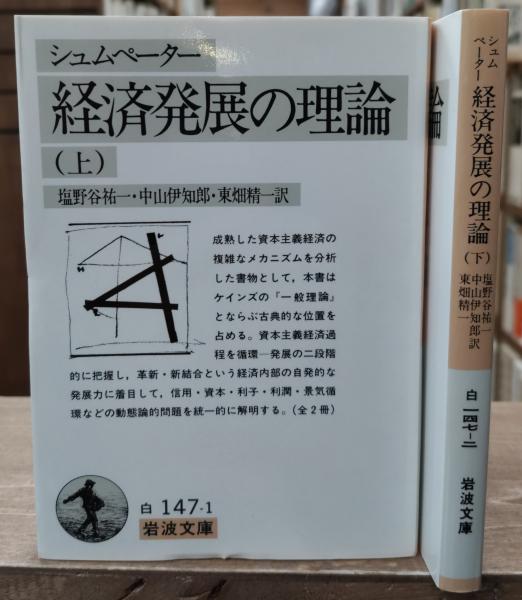 シュムペーター
経済発展の理論
（上）
塩野谷祐一・中山伊知郎・東畑精一訳
成熟した資本主義経済の
複雑なメカニズムを分析
した書物として，本書は
ケインズの『一般理論』
とならぶ古典的な位置を
占める。資本主義経済過
程を循環―発展の二段階
的に把握し，革新・新結合という経済内部の自発的な
発展力に着目して，信用・資本・利子・利潤・景気循
環などの動態論的問題を統一的に解明する。（全2冊）
白 147-1
岩波文庫
論
シュム
ペーター
経済発展の理論
（下）
塩野谷祐一
中山伊知郎訳
東畑精一
白 一四七-二
岩波文庫